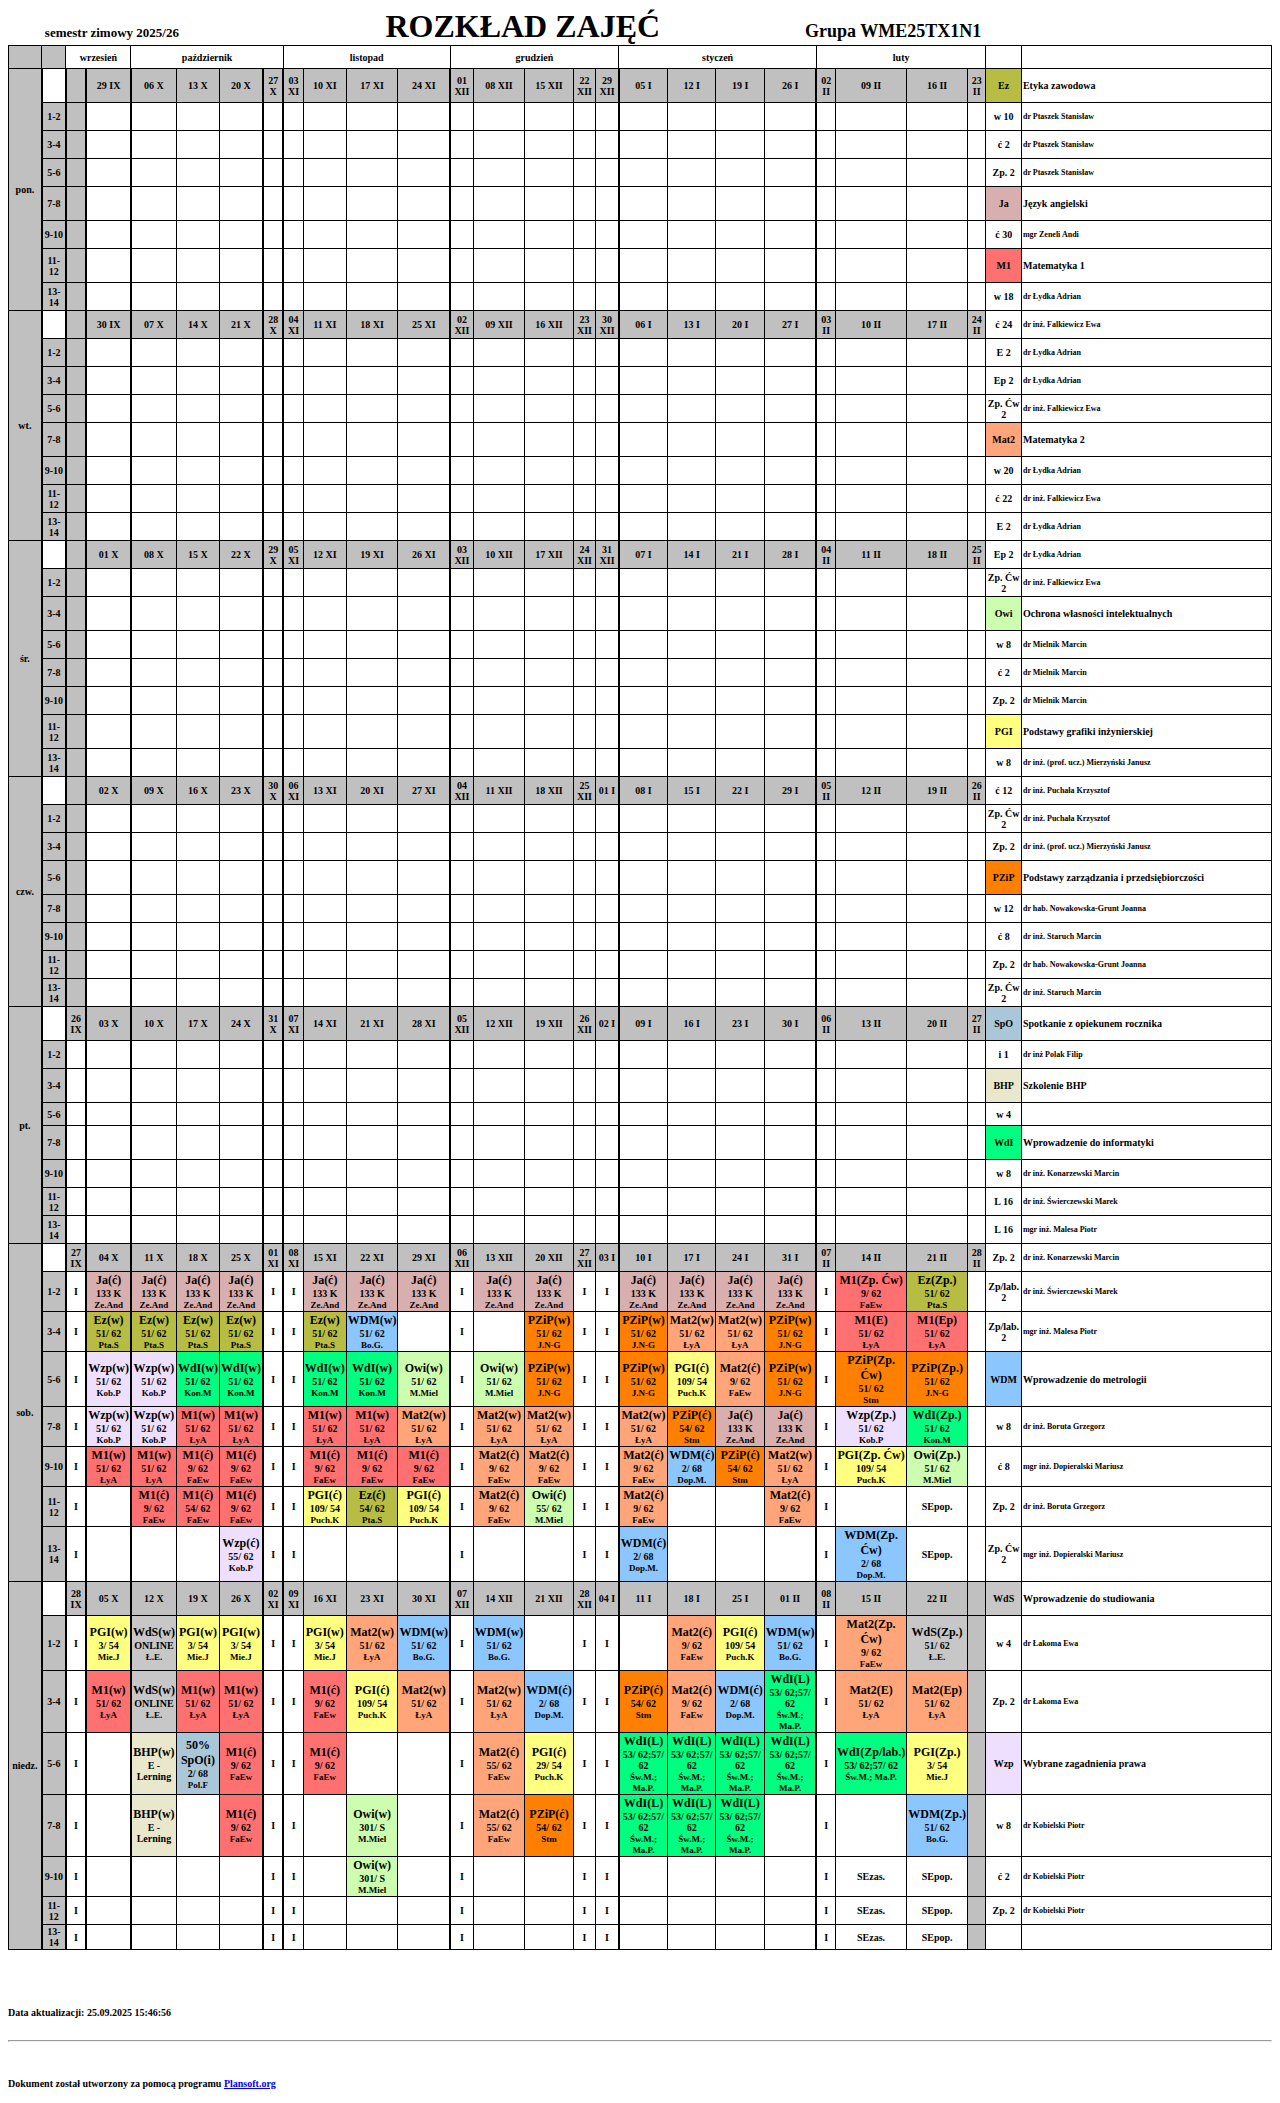 semestr zimowy 2025/26 ROZKŁAD ZAJĘĆ Grupa WME25TX1N1
wrzesień październik listopad grudzień styczeń luty
pon. 29 IX 06 X 13 X 20 X 27 X 03 XI 10 XI 17 XI 24 XI 01 XII 08 XII 15 XII 22 XII 29 XII 05 I 12 I 19 I 26 I 02 II 09 II 16 II 23 II Ez Etyka zawodowa
1-2 w 10 dr Ptaszek Stanisław
3-4 ć 2 dr Ptaszek Stanisław
5-6 Zp. 2 dr Ptaszek Stanisław
7-8 Ja Język angielski
9-10 ć 30 mgr Zeneli Andi
11-12 M1 Matematyka 1
13-14 w 18 dr Łydka Adrian
wt. 30 IX 07 X 14 X 21 X 28 X 04 XI 11 XI 18 XI 25 XI 02 XII 09 XII 16 XII 23 XII 30 XII 06 I 13 I 20 I 27 I 03 II 10 II 17 II 24 II ć 24 dr inż. Falkiewicz Ewa
1-2 E 2 dr Łydka Adrian
3-4 Ep 2 dr Łydka Adrian
5-6 Zp. Ćw 2 dr inż. Falkiewicz Ewa
7-8 Mat2 Matematyka 2
9-10 w 20 dr Łydka Adrian
11-12 ć 22 dr inż. Falkiewicz Ewa
13-14 E 2 dr Łydka Adrian
śr. 01 X 08 X 15 X 22 X 29 X 05 XI 12 XI 19 XI 26 XI 03 XII 10 XII 17 XII 24 XII 31 XII 07 I 14 I 21 I 28 I 04 II 11 II 18 II 25 II Ep 2 dr Łydka Adrian
1-2 Zp. Ćw 2 dr inż. Falkiewicz Ewa
3-4 Owi Ochrona własności intelektualnych
5-6 w 8 dr Mielnik Marcin
7-8 ć 2 dr Mielnik Marcin
9-10 Zp. 2 dr Mielnik Marcin
11-12 PGI Podstawy grafiki inżynierskiej
13-14 w 8 dr inż. (prof. ucz.) Mierzyński Janusz
czw. 02 X 09 X 16 X 23 X 30 X 06 XI 13 XI 20 XI 27 XI 04 XII 11 XII 18 XII 25 XII 01 I 08 I 15 I 22 I 29 I 05 II 12 II 19 II 26 II ć 12 dr inż. Puchała Krzysztof
1-2 Zp. Ćw 2 dr inż. Puchała Krzysztof
3-4 Zp. 2 dr inż. (prof. ucz.) Mierzyński Janusz
5-6 PZiP Podstawy zarządzania i przedsiębiorczości
7-8 w 12 dr hab. Nowakowska-Grunt Joanna
9-10 ć 8 dr inż. Staruch Marcin
11-12 Zp. 2 dr hab. Nowakowska-Grunt Joanna
13-14 Zp. Ćw 2 dr inż. Staruch Marcin
pt. 26 IX 03 X 10 X 17 X 24 X 31 X 07 XI 14 XI 21 XI 28 XI 05 XII 12 XII 19 XII 26 XII 02 I 09 I 16 I 23 I 30 I 06 II 13 II 20 II 27 II SpO Spotkanie z opiekunem rocznika
1-2 i 1 dr inż Polak Filip
3-4 BHP Szkolenie BHP
5-6 w 4
7-8 WdI Wprowadzenie do informatyki
9-10 w 8 dr inż. Konarzewski Marcin
11-12 L 16 dr inż. Świerczewski Marek
13-14 L 16 mgr inż. Malesa Piotr
sob. 27 IX 04 X 11 X 18 X 25 X 01 XI 08 XI 15 XI 22 XI 29 XI 06 XII 13 XII 20 XII 27 XII 03 I 10 I 17 I 24 I 31 I 07 II 14 II 21 II 28 II Zp. 2 dr inż. Konarzewski Marcin
1-2 I Ja(ć) 133 K Ze.And Ja(ć) 133 K Ze.And Ja(ć) 133 K Ze.And Ja(ć) 133 K Ze.And I I Ja(ć) 133 K Ze.And Ja(ć) 133 K Ze.And Ja(ć) 133 K Ze.And I Ja(ć) 133 K Ze.And Ja(ć) 133 K Ze.And I I Ja(ć) 133 K Ze.And Ja(ć) 133 K Ze.And Ja(ć) 133 K Ze.And Ja(ć) 133 K Ze.And I M1(Zp. Ćw) 9/ 62 FaEw Ez(Zp.) 51/ 62 Pta.S Zp/lab. 2 dr inż. Świerczewski Marek
3-4 I Ez(w) 51/ 62 Pta.S Ez(w) 51/ 62 Pta.S Ez(w) 51/ 62 Pta.S Ez(w) 51/ 62 Pta.S I I Ez(w) 51/ 62 Pta.S WDM(w) 51/ 62 Bo.G. I PZiP(w) 51/ 62 J.N-G I I PZiP(w) 51/ 62 J.N-G Mat2(w) 51/ 62 ŁyA Mat2(w) 51/ 62 ŁyA PZiP(w) 51/ 62 J.N-G I M1(E) 51/ 62 ŁyA M1(Ep) 51/ 62 ŁyA Zp/lab. 2 mgr inż. Malesa Piotr
5-6 I Wzp(w) 51/ 62 Kob.P Wzp(w) 51/ 62 Kob.P WdI(w) 51/ 62 Kon.M WdI(w) 51/ 62 Kon.M I I WdI(w) 51/ 62 Kon.M WdI(w) 51/ 62 Kon.M Owi(w) 51/ 62 M.Miel I Owi(w) 51/ 62 M.Miel PZiP(w) 51/ 62 J.N-G I I PZiP(w) 51/ 62 J.N-G PGI(ć) 109/ 54 Puch.K Mat2(ć) 9/ 62 FaEw PZiP(w) 51/ 62 J.N-G I PZiP(Zp. Ćw) 51/ 62 Stm PZiP(Zp.) 51/ 62 J.N-G WDM Wprowadzenie do metrologii
7-8 I Wzp(w) 51/ 62 Kob.P Wzp(w) 51/ 62 Kob.P M1(w) 51/ 62 ŁyA M1(w) 51/ 62 ŁyA I I M1(w) 51/ 62 ŁyA M1(w) 51/ 62 ŁyA Mat2(w) 51/ 62 ŁyA I Mat2(w) 51/ 62 ŁyA Mat2(w) 51/ 62 ŁyA I I Mat2(w) 51/ 62 ŁyA PZiP(ć) 54/ 62 Stm Ja(ć) 133 K Ze.And Ja(ć) 133 K Ze.And I Wzp(Zp.) 51/ 62 Kob.P WdI(Zp.) 51/ 62 Kon.M w 8 dr inż. Boruta Grzegorz
9-10 I M1(w) 51/ 62 ŁyA M1(w) 51/ 62 ŁyA M1(ć) 9/ 62 FaEw M1(ć) 9/ 62 FaEw I I M1(ć) 9/ 62 FaEw M1(ć) 9/ 62 FaEw M1(ć) 9/ 62 FaEw I Mat2(ć) 9/ 62 FaEw Mat2(ć) 9/ 62 FaEw I I Mat2(ć) 9/ 62 FaEw WDM(ć) 2/ 68 Dop.M. PZiP(ć) 54/ 62 Stm Mat2(w) 51/ 62 ŁyA I PGI(Zp. Ćw) 109/ 54 Puch.K Owi(Zp.) 51/ 62 M.Miel ć 8 mgr inż. Dopieralski Mariusz
11-12 I M1(ć) 9/ 62 FaEw M1(ć) 54/ 62 FaEw M1(ć) 9/ 62 FaEw I I PGI(ć) 109/ 54 Puch.K Ez(ć) 54/ 62 Pta.S PGI(ć) 109/ 54 Puch.K I Mat2(ć) 9/ 62 FaEw Owi(ć) 55/ 62 M.Miel I I Mat2(ć) 9/ 62 FaEw Mat2(ć) 9/ 62 FaEw I SEpop. Zp. 2 dr inż. Boruta Grzegorz
13-14 I Wzp(ć) 55/ 62 Kob.P I I I I I WDM(ć) 2/ 68 Dop.M. I WDM(Zp. Ćw) 2/ 68 Dop.M. SEpop. Zp. Ćw 2 mgr inż. Dopieralski Mariusz
niedz. 28 IX 05 X 12 X 19 X 26 X 02 XI 09 XI 16 XI 23 XI 30 XI 07 XII 14 XII 21 XII 28 XII 04 I 11 I 18 I 25 I 01 II 08 II 15 II 22 II WdS Wprowadzenie do studiowania
1-2 I PGI(w) 3/ 54 Mie.J WdS(w) ONLINE Ł.E. PGI(w) 3/ 54 Mie.J PGI(w) 3/ 54 Mie.J I I PGI(w) 3/ 54 Mie.J Mat2(w) 51/ 62 ŁyA WDM(w) 51/ 62 Bo.G. I WDM(w) 51/ 62 Bo.G. I I Mat2(ć) 9/ 62 FaEw PGI(ć) 109/ 54 Puch.K WDM(w) 51/ 62 Bo.G. I Mat2(Zp. Ćw) 9/ 62 FaEw WdS(Zp.) 51/ 62 Ł.E. w 4 dr Łakoma Ewa
3-4 I M1(w) 51/ 62 ŁyA WdS(w) ONLINE Ł.E. M1(w) 51/ 62 ŁyA M1(w) 51/ 62 ŁyA I I M1(ć) 9/ 62 FaEw PGI(ć) 109/ 54 Puch.K Mat2(w) 51/ 62 ŁyA I Mat2(w) 51/ 62 ŁyA WDM(ć) 2/ 68 Dop.M. I I PZiP(ć) 54/ 62 Stm Mat2(ć) 9/ 62 FaEw WDM(ć) 2/ 68 Dop.M. WdI(L) 53/ 62;57/ 62 Św.M.; Ma.P. I Mat2(E) 51/ 62 ŁyA Mat2(Ep) 51/ 62 ŁyA Zp. 2 dr Łakoma Ewa
5-6 I BHP(w) E - Lerning 50% SpO(i) 2/ 68 Pol.F M1(ć) 9/ 62 FaEw I I M1(ć) 9/ 62 FaEw I Mat2(ć) 55/ 62 FaEw PGI(ć) 29/ 54 Puch.K I I WdI(L) 53/ 62;57/ 62 Św.M.; Ma.P. WdI(L) 53/ 62;57/ 62 Św.M.; Ma.P. WdI(L) 53/ 62;57/ 62 Św.M.; Ma.P. WdI(L) 53/ 62;57/ 62 Św.M.; Ma.P. I WdI(Zp/lab.) 53/ 62;57/ 62 Św.M.; Ma.P. PGI(Zp.) 3/ 54 Mie.J Wzp Wybrane zagadnienia prawa
7-8 I BHP(w) E - Lerning M1(ć) 9/ 62 FaEw I I Owi(w) 301/ S M.Miel I Mat2(ć) 55/ 62 FaEw PZiP(ć) 54/ 62 Stm I I WdI(L) 53/ 62;57/ 62 Św.M.; Ma.P. WdI(L) 53/ 62;57/ 62 Św.M.; Ma.P. WdI(L) 53/ 62;57/ 62 Św.M.; Ma.P. I WDM(Zp.) 51/ 62 Bo.G. w 8 dr Kobielski Piotr
9-10 I I I Owi(w) 301/ S M.Miel I I I I SEzas. SEpop. ć 2 dr Kobielski Piotr
11-12 I I I I I I I SEzas. SEpop. Zp. 2 dr Kobielski Piotr
13-14 I I I I I I I SEzas. SEpop.
Data aktualizacji: 25.09.2025 15:46:56
Dokument został utworzony za pomocą programu Plansoft.org